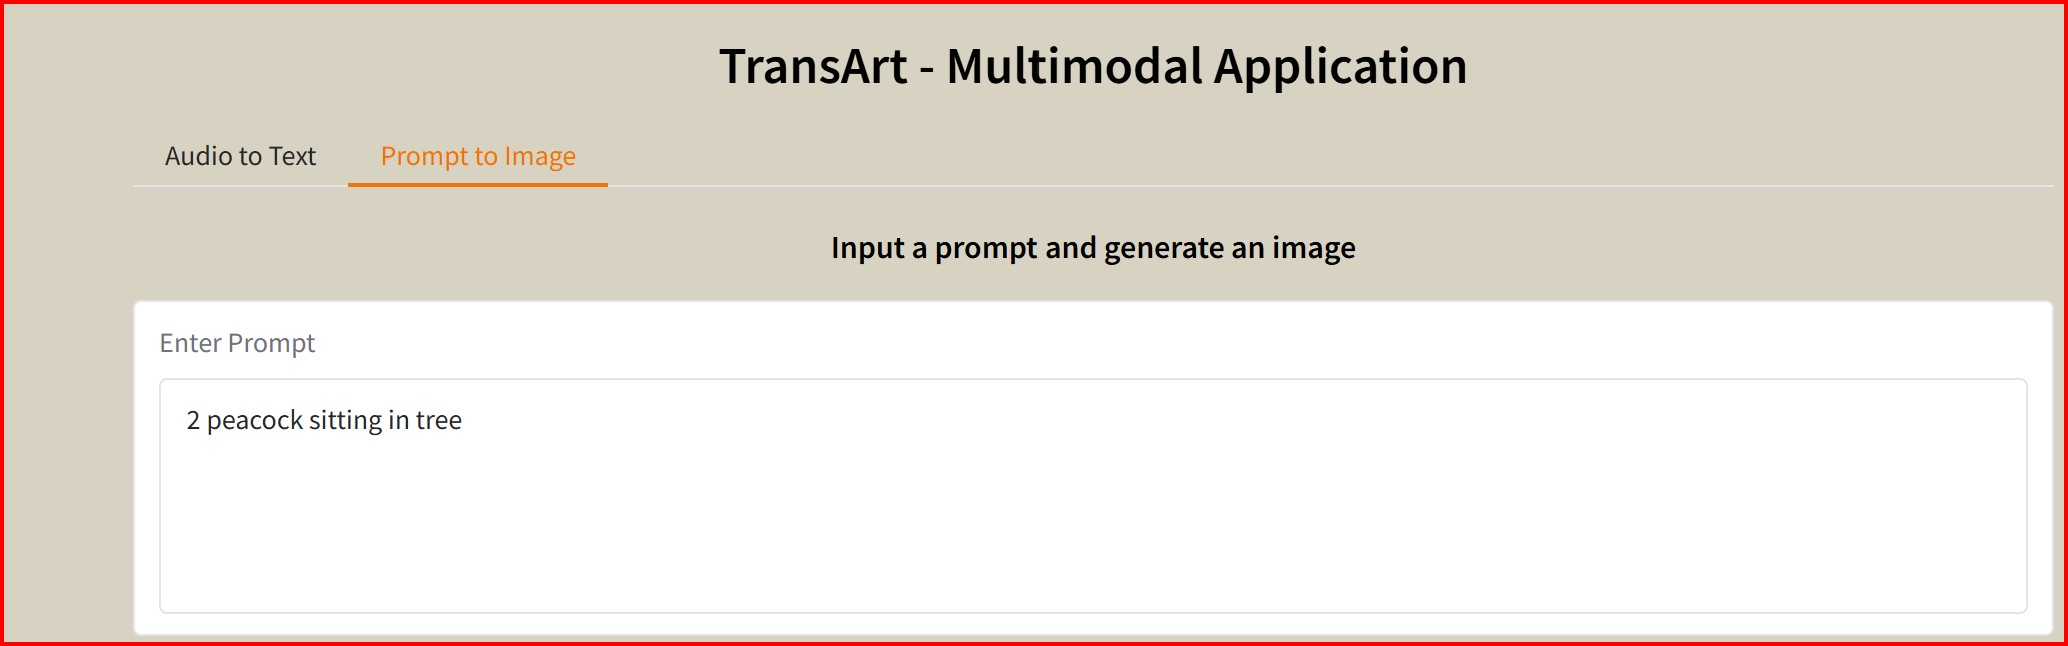 TransArt - Multimodal Application
Audio to Text
Prompt to Image
Input a prompt and generate an image
Enter Prompt
2 peacock sitting in tree